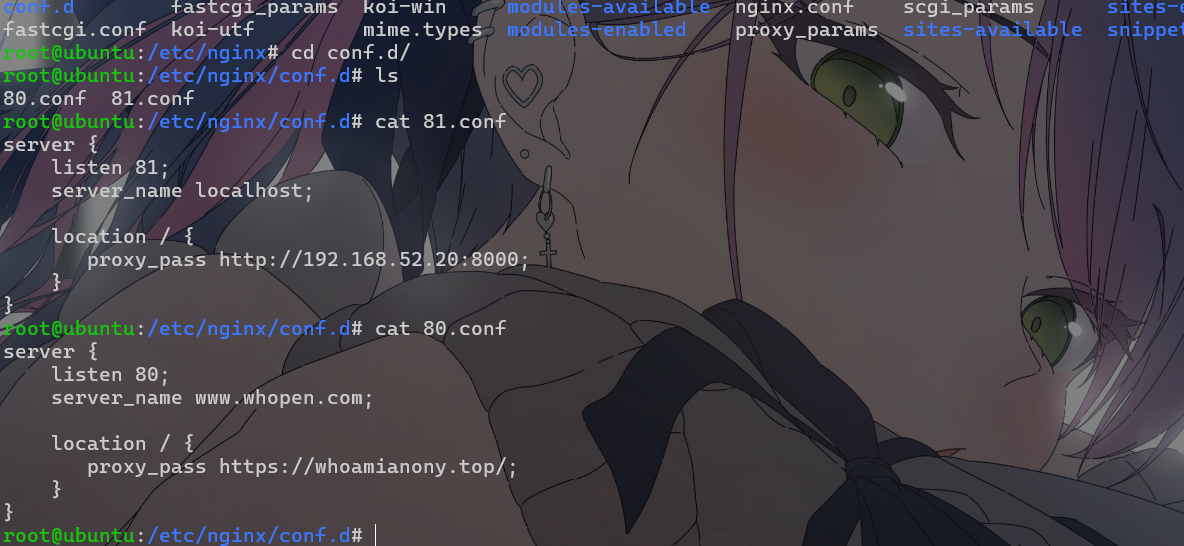 conf.d fastcgi_params koi-win modules-available nginx.conf scgi_params sites-e
fastcgi.conf koi-utf mime.types modules-enabled proxy_params sites-available snippet
root@ubuntu:/etc/nginx# cd conf.d/
root@ubuntu:/etc/nginx/conf.d# ls
80.conf 81.conf
root@ubuntu:/etc/nginx/conf.d# cat 81.conf
server {
    listen 81;
    server_name localhost;

    location / {
       proxy_pass http://192.168.52.20:8000;
    }
}
root@ubuntu:/etc/nginx/conf.d# cat 80.conf
server {
    listen 80;
    server_name www.whopen.com;

    location / {
       proxy_pass https://whoamianony.top/;
    }
}
root@ubuntu:/etc/nginx/conf.d#